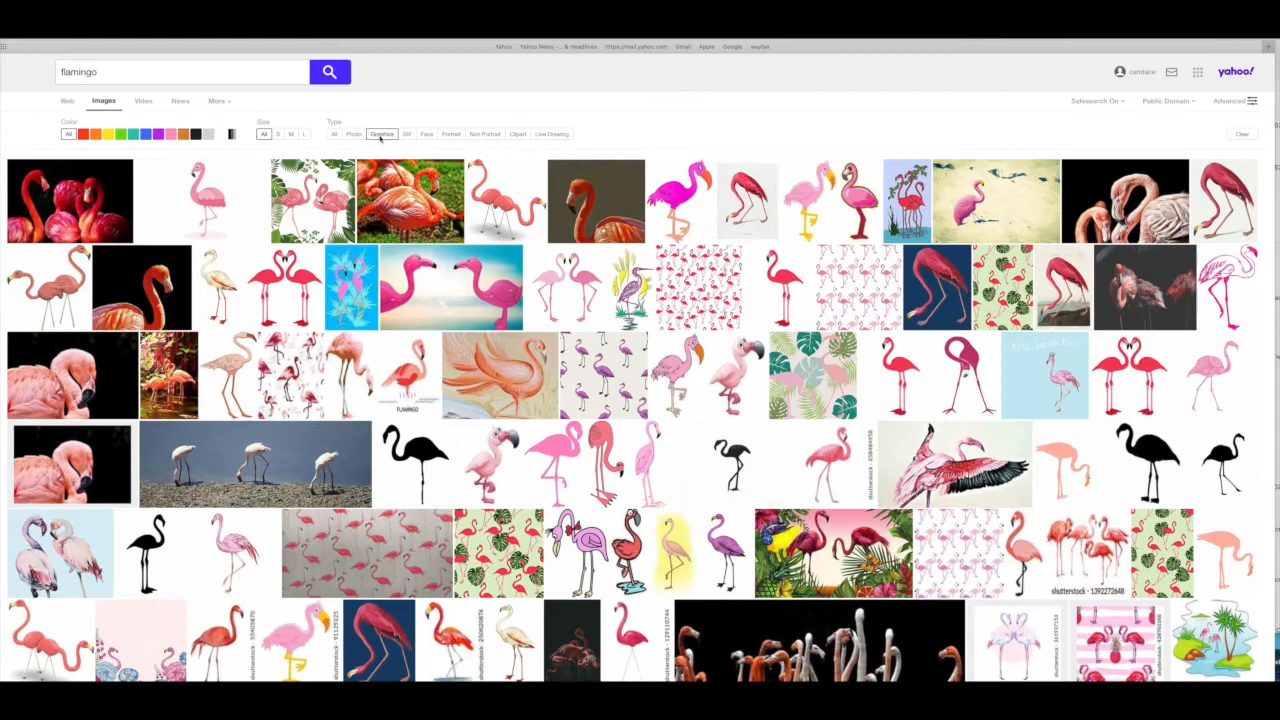 Yahoo Yahoo News -... & Headlines https://mail.yahoo.com Gmail Apple Google wayfair
flamingo
candace
yahoo!
Web Images Video News More
Safesearch On Public Domain Advanced
Color Size Type
All All S M L All Photo Graphics GIF Face Portrait Non Portrait Clipart Line Drawing Clear
FLAMINGO
shutterstock · 1392272648